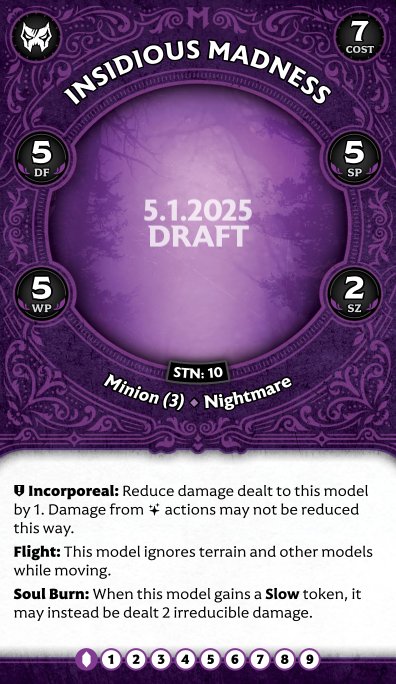 M
7
COST
INSIDIOUS MADNESS
5
DF
5
SP
5.1.2025
DRAFT
5
WP
2
SZ
STN: 10
Minion (3) ◆ Nightmare
Incorporeal: Reduce damage dealt to this model
by 1. Damage from actions may not be reduced
this way.
Flight: This model ignores terrain and other models
while moving.
Soul Burn: When this model gains a Slow token, it
may instead be dealt 2 irreducible damage.
1 2 3 4 5 6 7 8 9